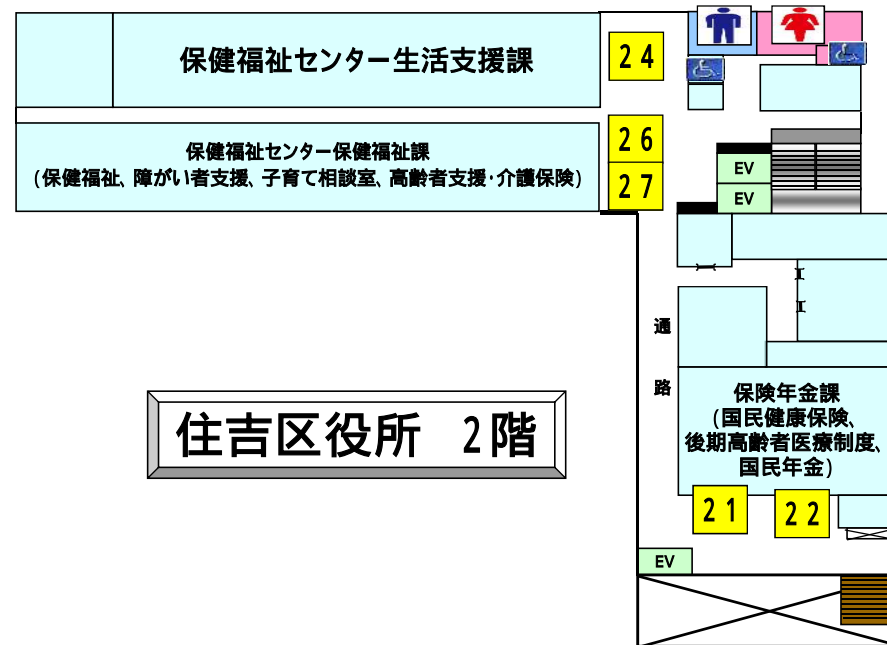 保健福祉センター生活支援課
24
保健福祉センター保健福祉課
(保健福祉、障がい者支援、子育て相談室、高齢者支援・介護保険)
26
27
EV
EV
通
路
住吉区役所 2階
保険年金課
(国民健康保険、
後期高齢者医療制度、
国民年金)
21
22
EV